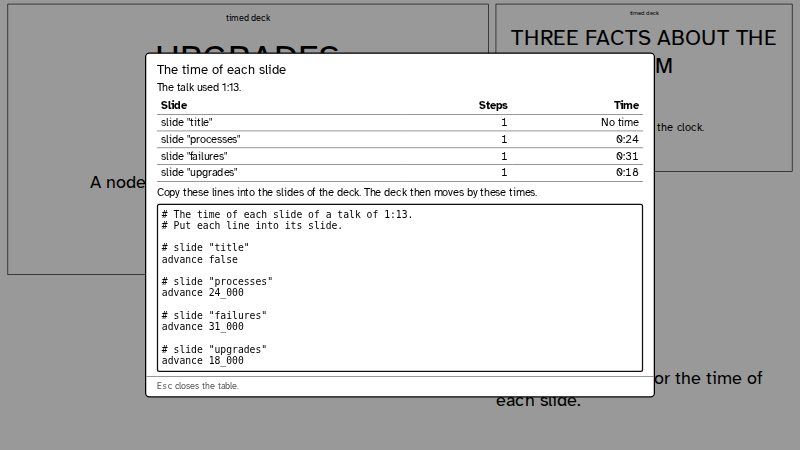 timed deck
timed deck
THREE FACTS ABOUT THE
the clock.
A node
The time of each slide
The talk used 1:13.
Slide Steps Time
slide "title" 1 No time
slide "processes" 1 0:24
slide "failures" 1 0:31
slide "upgrades" 1 0:18
Copy these lines into the slides of the deck. The deck then moves by these times.
# The time of each slide of a talk of 1:13.
# Put each line into its slide.
# slide "title"
advance false
# slide "processes"
advance 24_000
# slide "failures"
advance 31_000
# slide "upgrades"
advance 18_000
Esc closes the table.
or the time of
each slide.